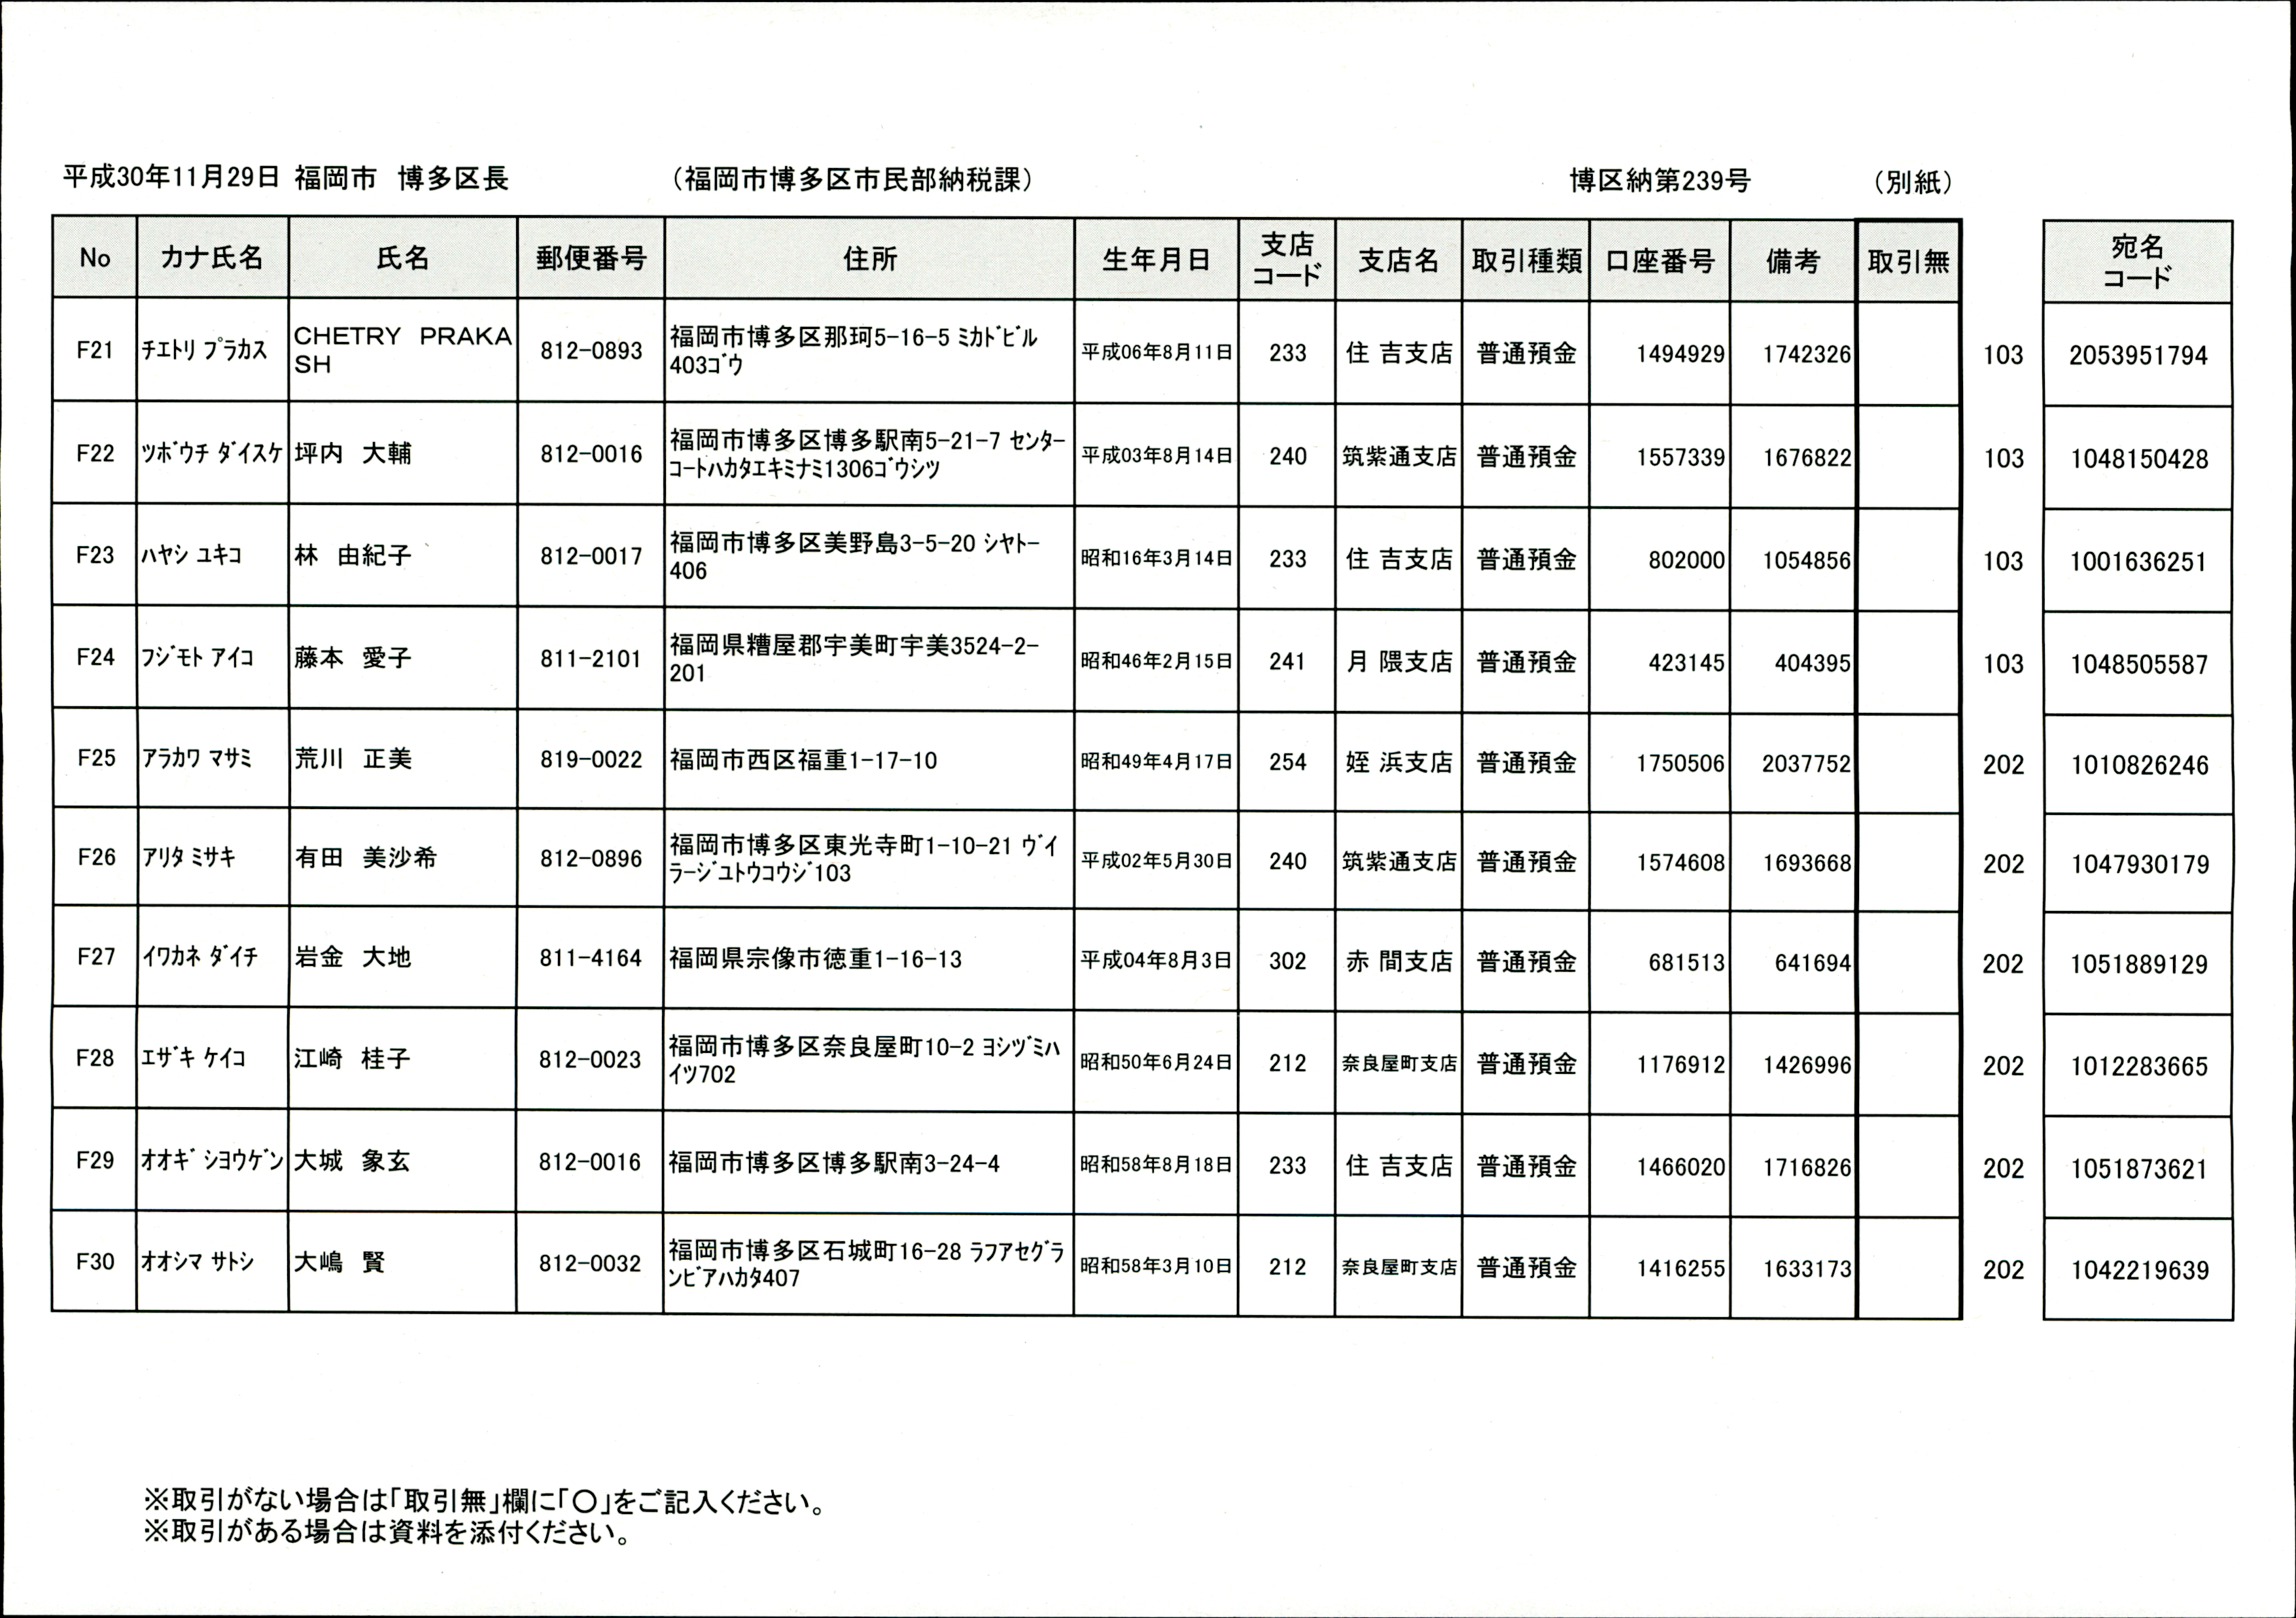 平成30年11月29日 福岡市 博多区長 （福岡市博多区市民部納税課） 博区納第239号 （別紙）
No カナ氏名 氏名 郵便番号 住所 生年月日 支店コード 支店名 取引種類 口座番号 備考 取引無 宛名コード
F21 ﾁｴﾄﾘ ﾌﾟﾗｶｽ CHETRY PRAKASH 812-0893 福岡市博多区那珂5-16-5 ﾐｶﾄﾞﾋﾞﾙ403ｺﾞｳ 平成06年8月11日 233 住 吉支店 普通預金 1494929 1742326 103 2053951794
F22 ﾂﾎﾞｳﾁ ﾀﾞｲｽｹ 坪内 大輔 812-0016 福岡市博多区博多駅南5-21-7 ｾﾝﾀｰｺｰﾄﾊｶﾀｴｷﾐﾅﾐ1306ｺﾞｳｼﾂ 平成03年8月14日 240 筑紫通支店 普通預金 1557339 1676822 103 1048150428
F23 ﾊﾔｼ ﾕｷｺ 林 由紀子 812-0017 福岡市博多区美野島3-5-20 ｼﾔﾄｰ406 昭和16年3月14日 233 住 吉支店 普通預金 802000 1054856 103 1001636251
F24 ﾌｼﾞﾓﾄ ｱｲｺ 藤本 愛子 811-2101 福岡県糟屋郡宇美町宇美3524-2-201 昭和46年2月15日 241 月 隈支店 普通預金 423145 404395 103 1048505587
F25 ｱﾗｶﾜ ﾏｻﾐ 荒川 正美 819-0022 福岡市西区福重1-17-10 昭和49年4月17日 254 姪 浜支店 普通預金 1750506 2037752 202 1010826246
F26 ｱﾘﾀ ﾐｻｷ 有田 美沙希 812-0896 福岡市博多区東光寺町1-10-21 ｳﾞｲﾗｰｼﾞﾕﾄｳｺｳｼﾞ103 平成02年5月30日 240 筑紫通支店 普通預金 1574608 1693668 202 1047930179
F27 ｲﾜｶﾈ ﾀﾞｲﾁ 岩金 大地 811-4164 福岡県宗像市徳重1-16-13 平成04年8月3日 302 赤 間支店 普通預金 681513 641694 202 1051889129
F28 ｴｻﾞｷ ｹｲｺ 江崎 桂子 812-0023 福岡市博多区奈良屋町10-2 ﾖｼﾂﾞﾐﾊｲﾂ702 昭和50年6月24日 212 奈良屋町支店 普通預金 1176912 1426996 202 1012283665
F29 ｵｵｷﾞ ｼﾖｳｹﾞﾝ 大城 象玄 812-0016 福岡市博多区博多駅南3-24-4 昭和58年8月18日 233 住 吉支店 普通預金 1466020 1716826 202 1051873621
F30 ｵｵｼﾏ ｻﾄｼ 大嶋 賢 812-0032 福岡市博多区石城町16-28 ﾗﾌｱｾｸﾞﾗﾝﾋﾞｱﾊｶﾀ407 昭和58年3月10日 212 奈良屋町支店 普通預金 1416255 1633173 202 1042219639
※取引がない場合は「取引無」欄に「〇」をご記入ください。
※取引がある場合は資料を添付ください。